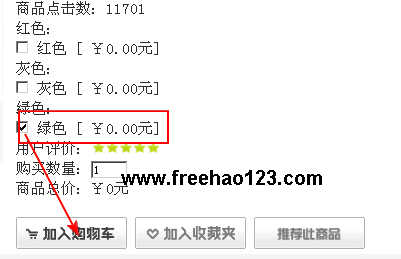 商品点击数: 11701
红色:
红色 [ ￥0.00元]
灰色:
灰色 [ ￥0.00元]
绿色:
绿色 [ ￥0.00元]
用户评价:
购买数量: 1
www.freehao123.com
商品总价: ￥0元
加入购物车 加入收藏夹 推荐此商品